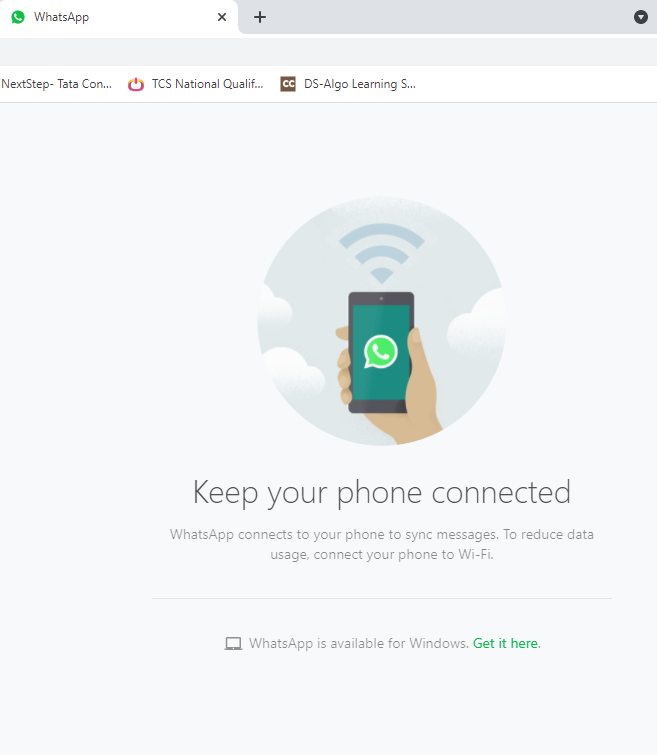 WhatsApp
NextStep- Tata Con... TCS National Qualif... CC DS-Algo Learning S...
Keep your phone connected
WhatsApp connects to your phone to sync messages. To reduce data
usage, connect your phone to Wi-Fi.
WhatsApp is available for Windows. Get it here.